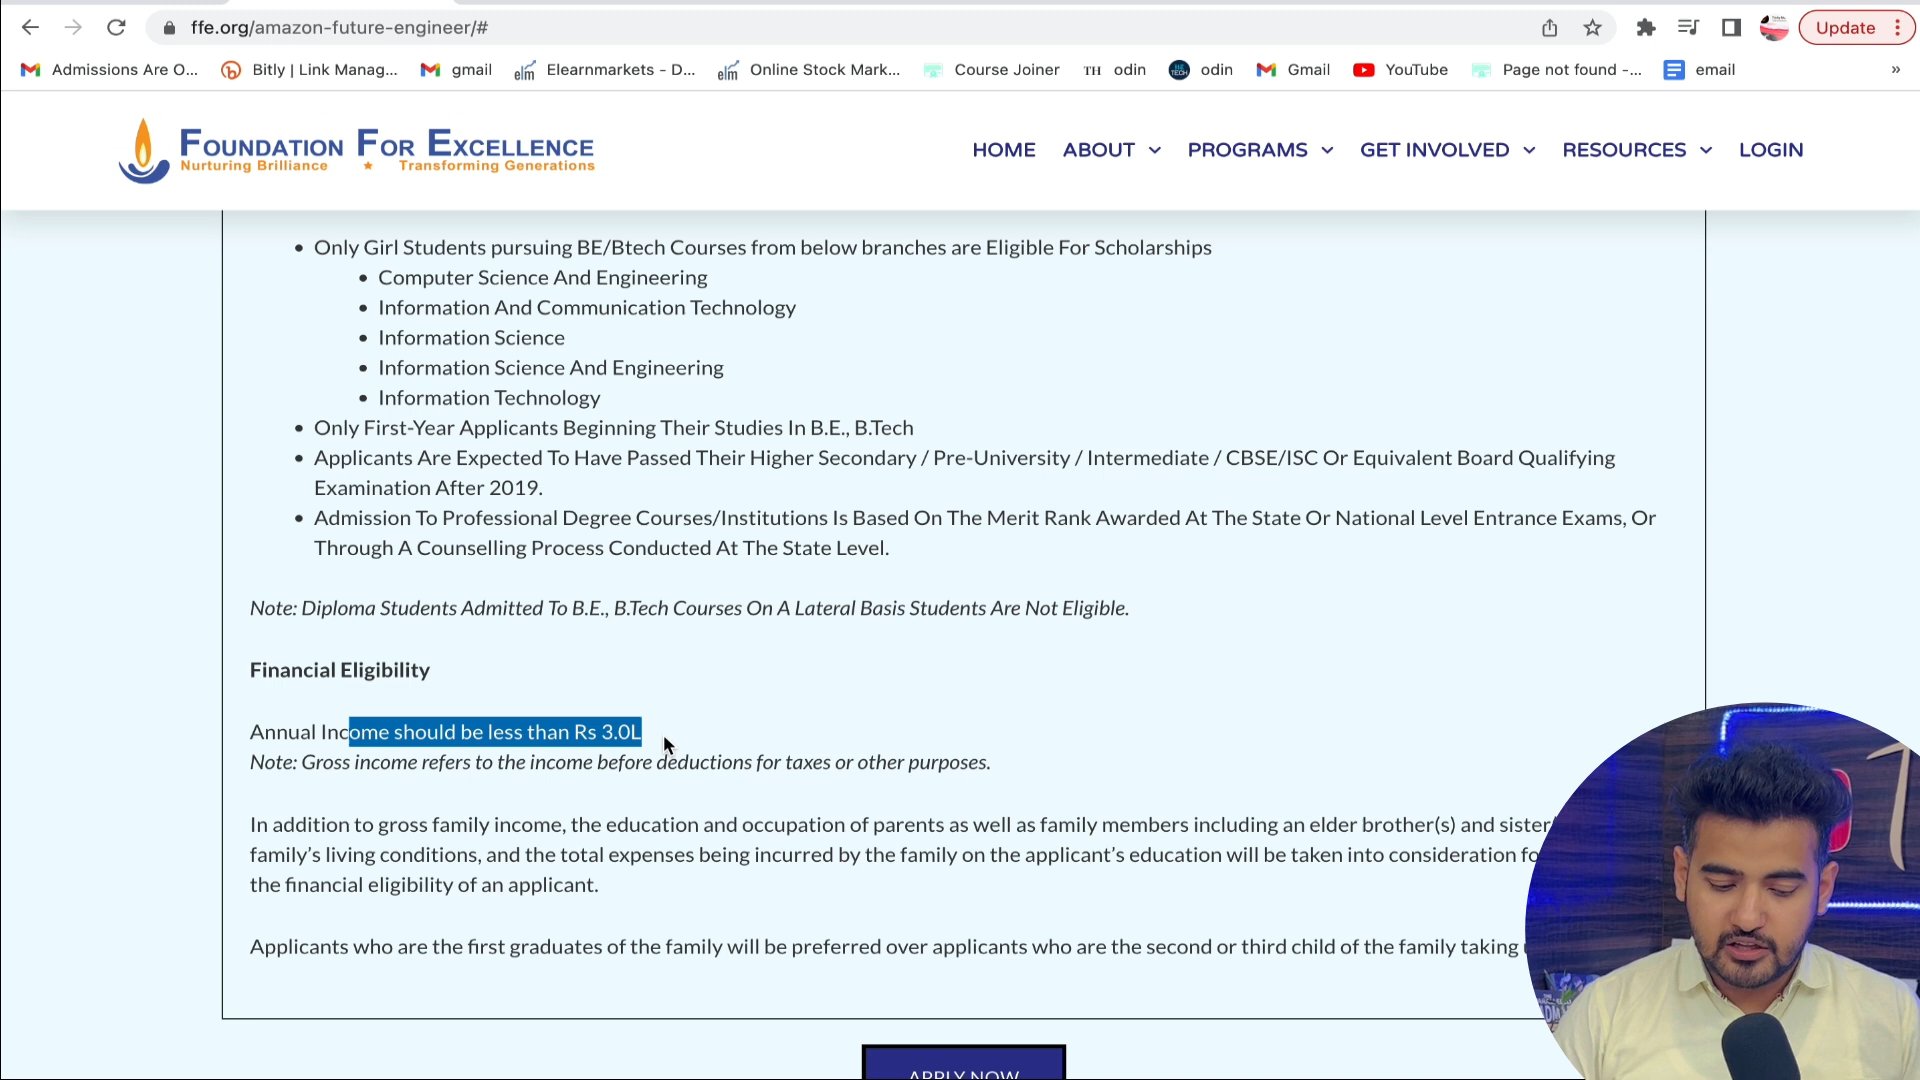 ffe.org/amazon-future-engineer/#
Update
Admissions Are O...
Bitly | Link Manag...
gmail
elm
Elearnmarkets - D...
elm
Online Stock Mark...
Course Joiner
TH
odin
odin
Gmail
YouTube
Page not found -...
email
»
FOUNDATION FOR EXCELLENCE
Nurturing Brilliance
Transforming Generations
HOME
ABOUT
PROGRAMS
GET INVOLVED
RESOURCES
LOGIN
Only Girl Students pursuing BE/Btech Courses from below branches are Eligible For Scholarships
Computer Science And Engineering
Information And Communication Technology
Information Science
Information Science And Engineering
Information Technology
Only First-Year Applicants Beginning Their Studies In B.E., B.Tech
Applicants Are Expected To Have Passed Their Higher Secondary / Pre-University / Intermediate / CBSE/ISC Or Equivalent Board Qualifying
Examination After 2019.
Admission To Professional Degree Courses/Institutions Is Based On The Merit Rank Awarded At The State Or National Level Entrance Exams, Or
Through A Counselling Process Conducted At The State Level.
Note: Diploma Students Admitted To B.E., B.Tech Courses On A Lateral Basis Students Are Not Eligible.
Financial Eligibility
Annual Income should be less than Rs 3.0L
Note: Gross income refers to the income before deductions for taxes or other purposes.
In addition to gross family income, the education and occupation of parents as well as family members including an elder brother(s) and sister
family's living conditions, and the total expenses being incurred by the family on the applicant's education will be taken into consideration
the financial eligibility of an applicant.
Applicants who are the first graduates of the family will be preferred over applicants who are the second or third child of the family taking
APPLY NOW